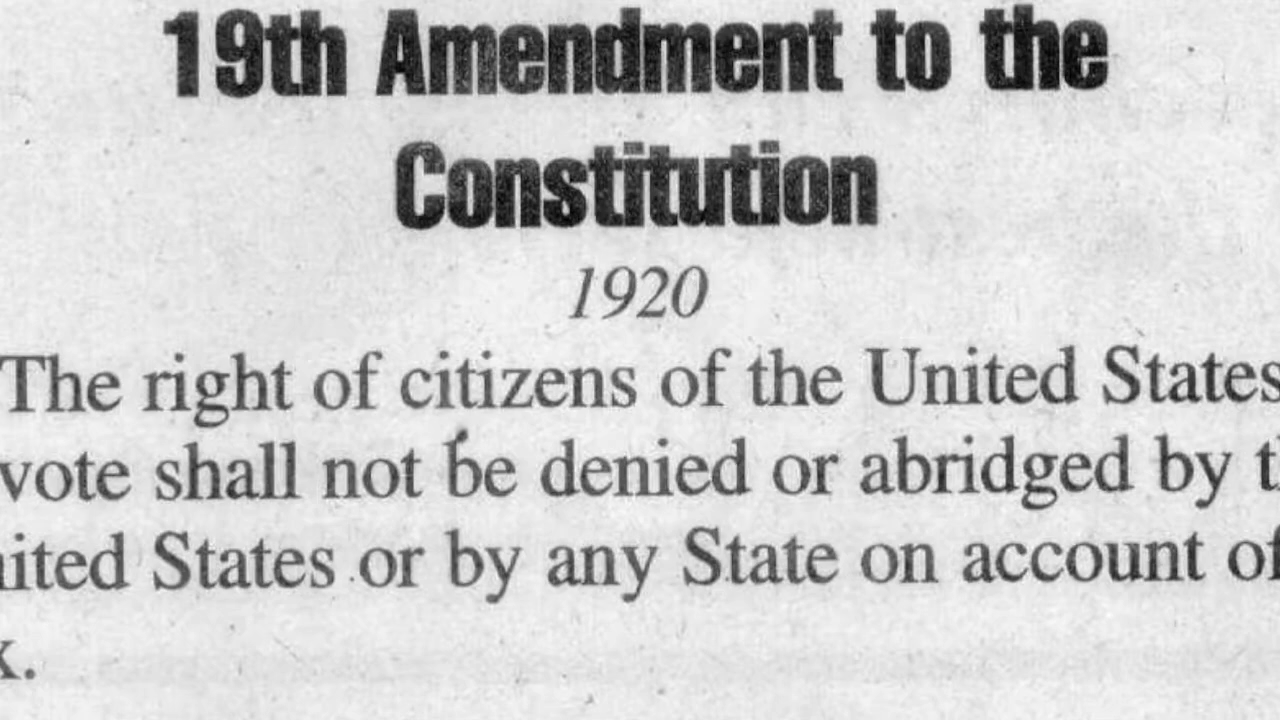 19th Amendment to the
Constitution
1920
The right of citizens of the United States
vote shall not be denied or abridged by
States or by any State on account of